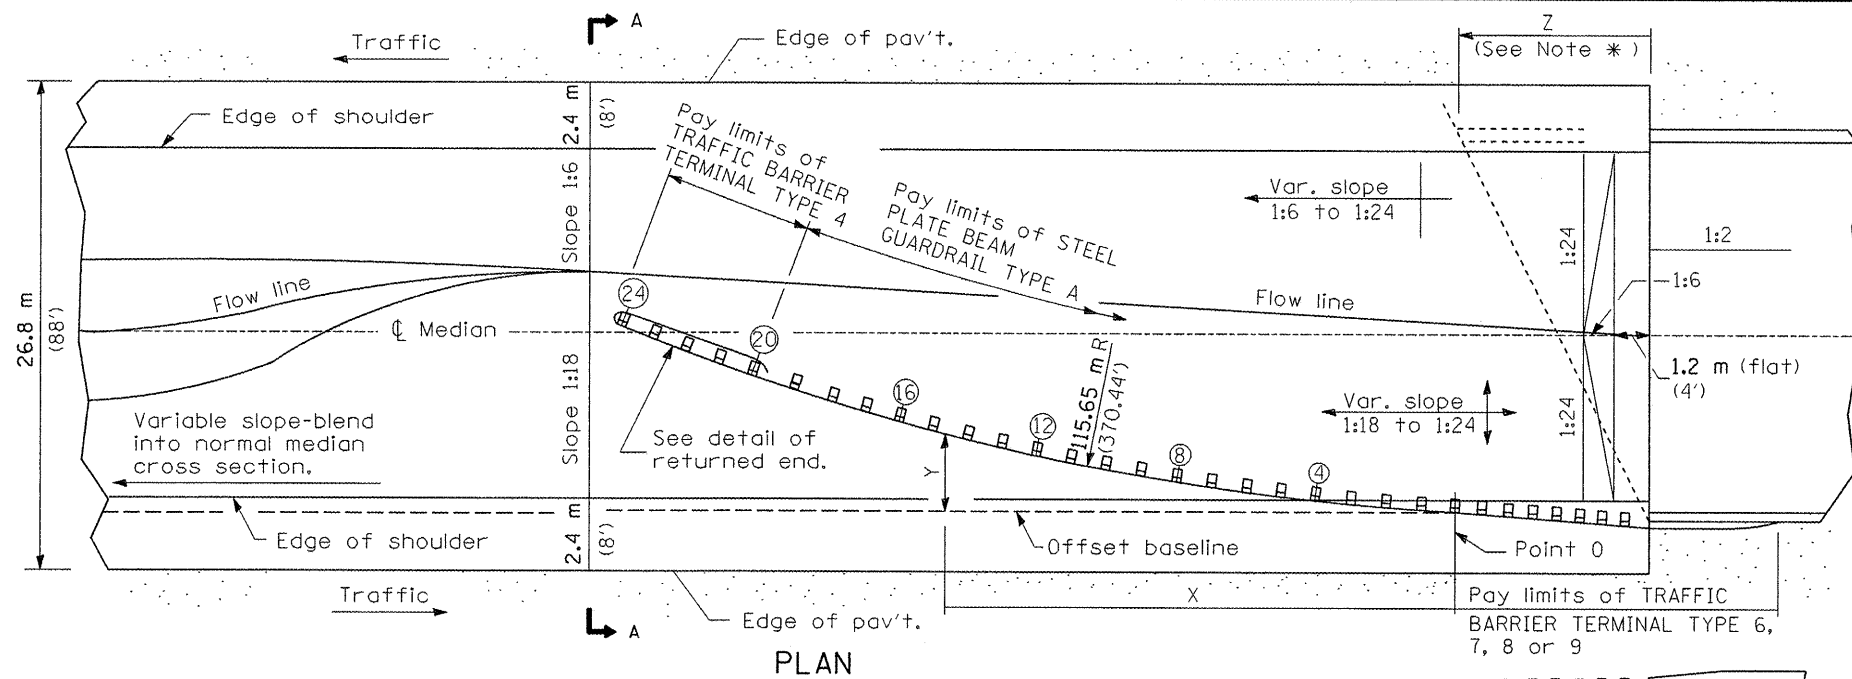 A
Z
(See Note * )
Traffic
Edge of pav't.
Edge of shoulder
2.4 m
(8')
Pay limits of
TRAFFIC BARRIER
TERMINAL TYPE 4
Pay limits of STEEL
PLATE BEAM
GUARDRAIL TYPE A
Var. slope
1:6 to 1:24
Slope 1:6
1:24
1:2
1:6
Flow line
Flow line
26.8 m
(88')
℄ Median
24
20
16
12
8
4
115.65 m R
(370.44')
1.2 m (flat)
(4')
Var. slope
1:18 to 1:24
1:24
Slope 1:18
Variable slope-blend
into normal median
cross section.
See detail of
returned end.
Y
Edge of shoulder
2.4 m
(8')
Offset baseline
Point 0
Traffic
X
Pay limits of TRAFFIC
BARRIER TERMINAL TYPE 6,
7, 8 or 9
A
Edge of pav't.
PLAN